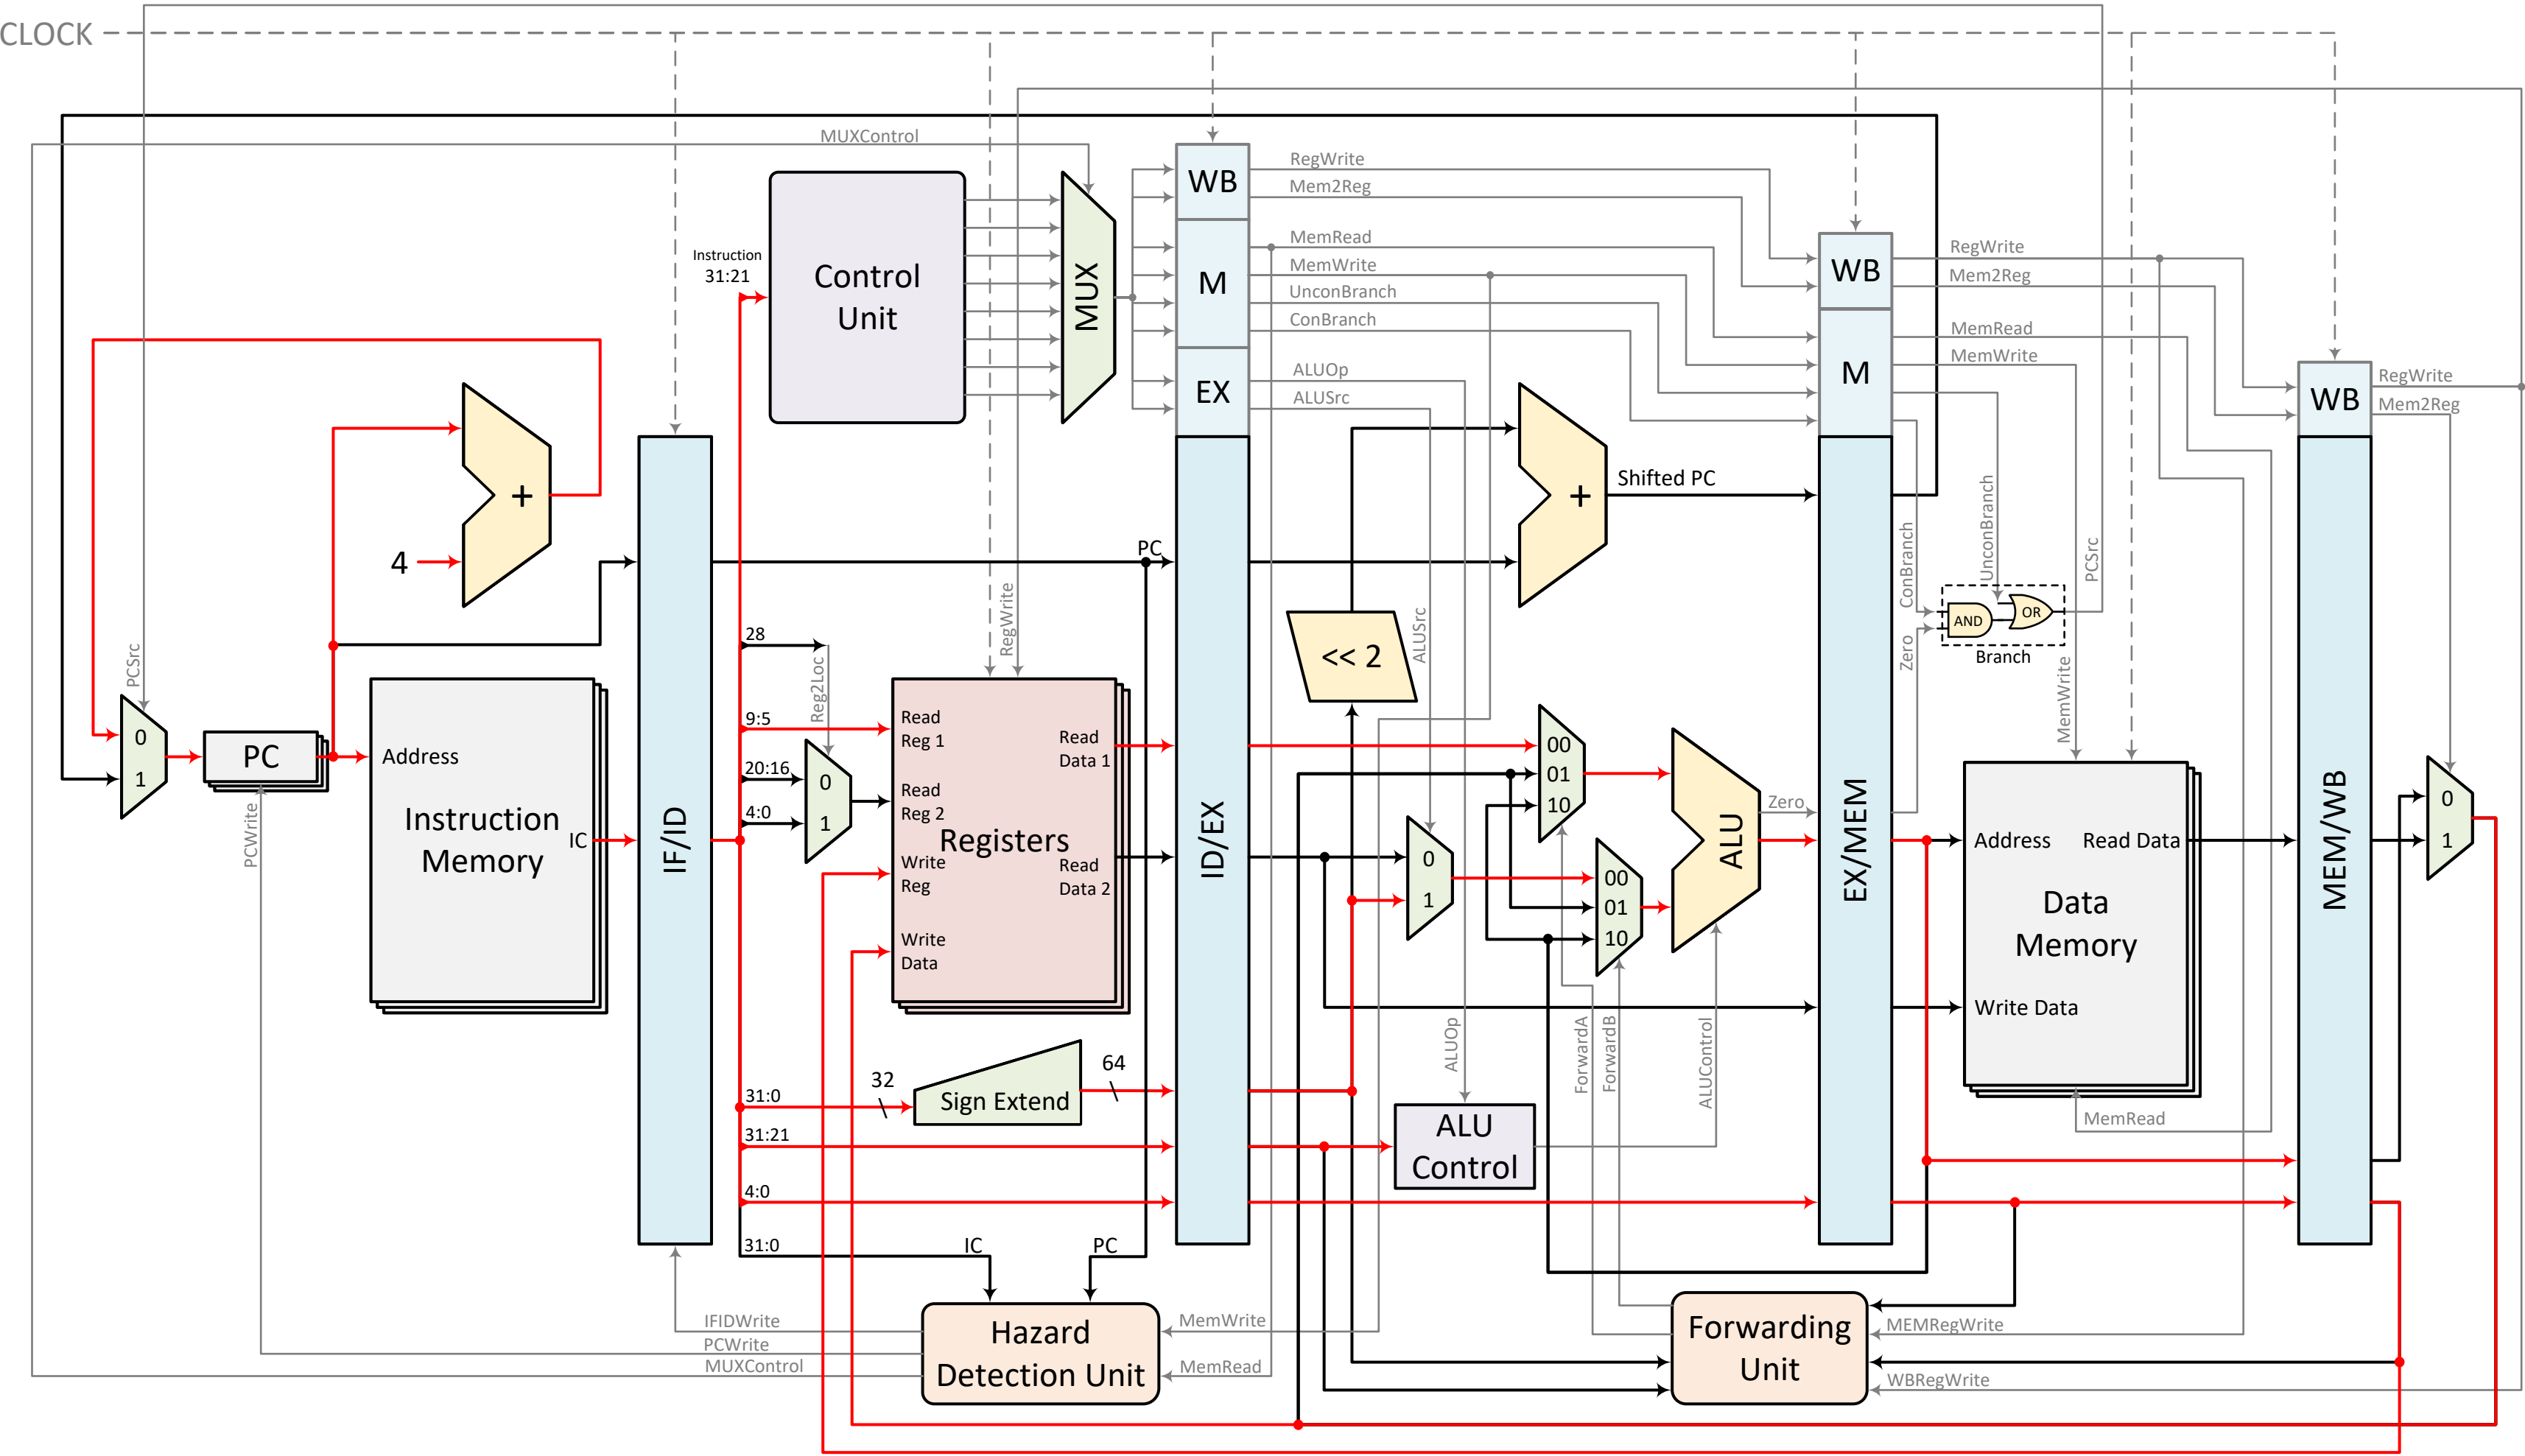 CLOCK
MUXControl
RegWrite
Mem2Reg
MemRead
MemWrite
UnconBranch
ConBranch
ALUOp
ALUSrc
WB
M
EX
Instruction
31:21
Control
Unit
MUX
WB
M
RegWrite
Mem2Reg
MemRead
MemWrite
WB
RegWrite
Mem2Reg
+
4
+
Shifted PC
PC
ConBranch
UnconBranch
PCSrc
AND
OR
Branch
Zero
MemWrite
PCSrc
0
1
PC
PCWrite
Address
Instruction
Memory
IC
IF/ID
28
Reg2Loc
RegWrite
9:5
20:16
4:0
0
1
Read
Reg 1
Read
Reg 2
Write
Reg
Write
Data
Registers
Read
Data 1
Read
Data 2
ID/EX
<< 2
ALUSrc
0
1
00
01
10
00
01
10
ALU
Zero
EX/MEM
Address
Read Data
Data
Memory
Write Data
MemRead
MEM/WB
0
1
31:0
32
Sign Extend
64
31:21
4:0
31:0
IC
PC
ALUOp
ALU
Control
ForwardA
ForwardB
ALUControl
IFIDWrite
PCWrite
MUXControl
Hazard
Detection Unit
MemWrite
MemRead
Forwarding
Unit
MEMRegWrite
WBRegWrite